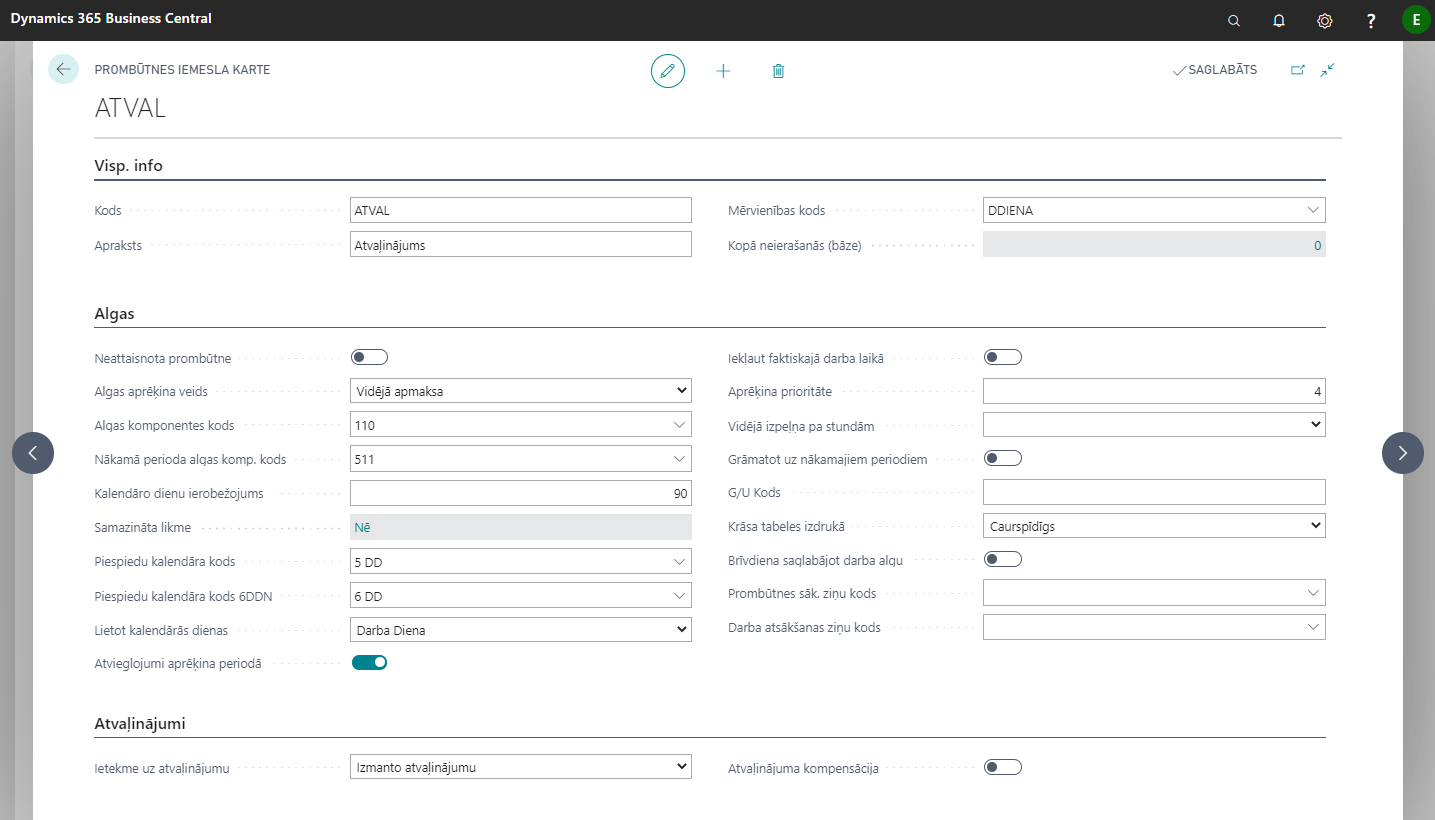 Dynamics 365 Business Central
?
E
PROMBŪTNES IEMESLA KARTE
SAGLABĀTS
ATVAL
Visp. info
Kods
ATVAL
Mērvienības kods
DDIENA
Apraksts
Atvaļinājums
Kopā neierašanās (bāze)
0
Algas
Neattaisnota prombūtne
Iekļaut faktiskajā darba laikā
Algas aprēķina veids
Vidējā apmaksa
Aprēķina prioritāte
4
Algas komponentes kods
110
Vidējā izpeļņa pa stundām
Nākamā perioda algas komp. kods
511
Grāmatot uz nākamajiem periodiem
Kalendāro dienu ierobežojums
90
G/U Kods
Samazināta likme
Nē
Krāsa tabeles izdrukā
Caurspīdīgs
Piespiedu kalendāra kods
5 DD
Brīvdiena saglabājot darba algu
Piespiedu kalendāra kods 6DDN
6 DD
Prombūtnes sāk. ziņu kods
Lietot kalendārās dienas
Darba Diena
Darba atsākšanas ziņu kods
Atvieglojumi aprēķina periodā
Atvaļinājumi
Ietekme uz atvaļinājumu
Izmanto atvaļinājumu
Atvaļinājuma kompensācija